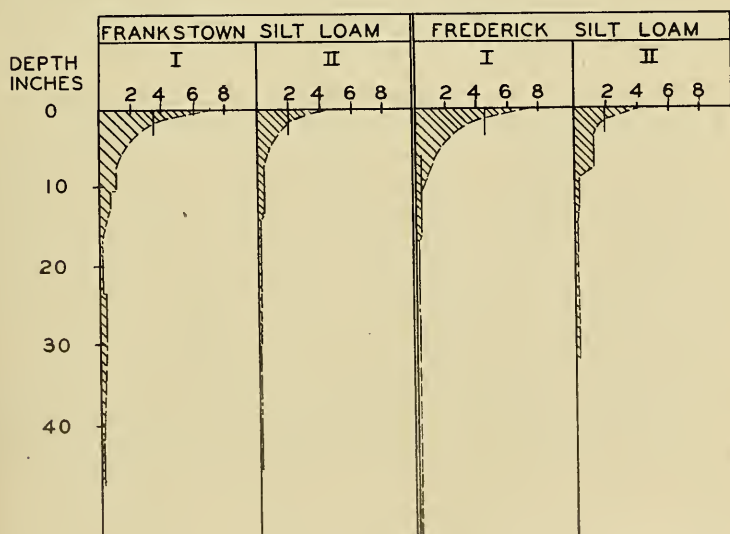 FRANKSTOWN SILT LOAM FREDERICK SILT LOAM
DEPTH INCHES I II I II
2 4 6 8 2 4 6 8 2 4 6 8 2 4 6 8
0
10
20
30
40